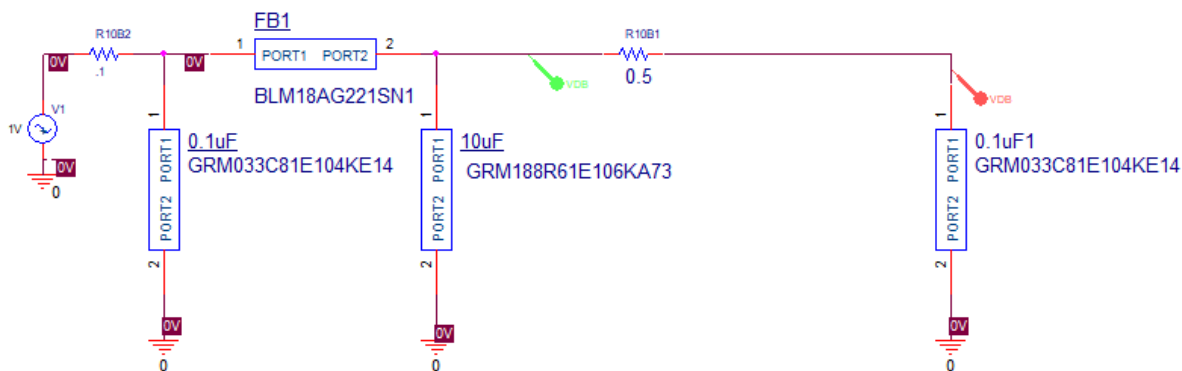 FB1
R10B2
.1
0V
0V
1
PORT1 PORT2
2
BLM18AG221SN1
VDB
R10B1
0.5
VDB
V1
1V
0V
0
1
PORT1
PORT2
2
0.1uF
GRM033C81E104KE14
0V
0
1
PORT1
PORT2
2
10uF
GRM188R61E106KA73
0V
0
1
PORT1
PORT2
2
0.1uF1
GRM033C81E104KE14
0V
0